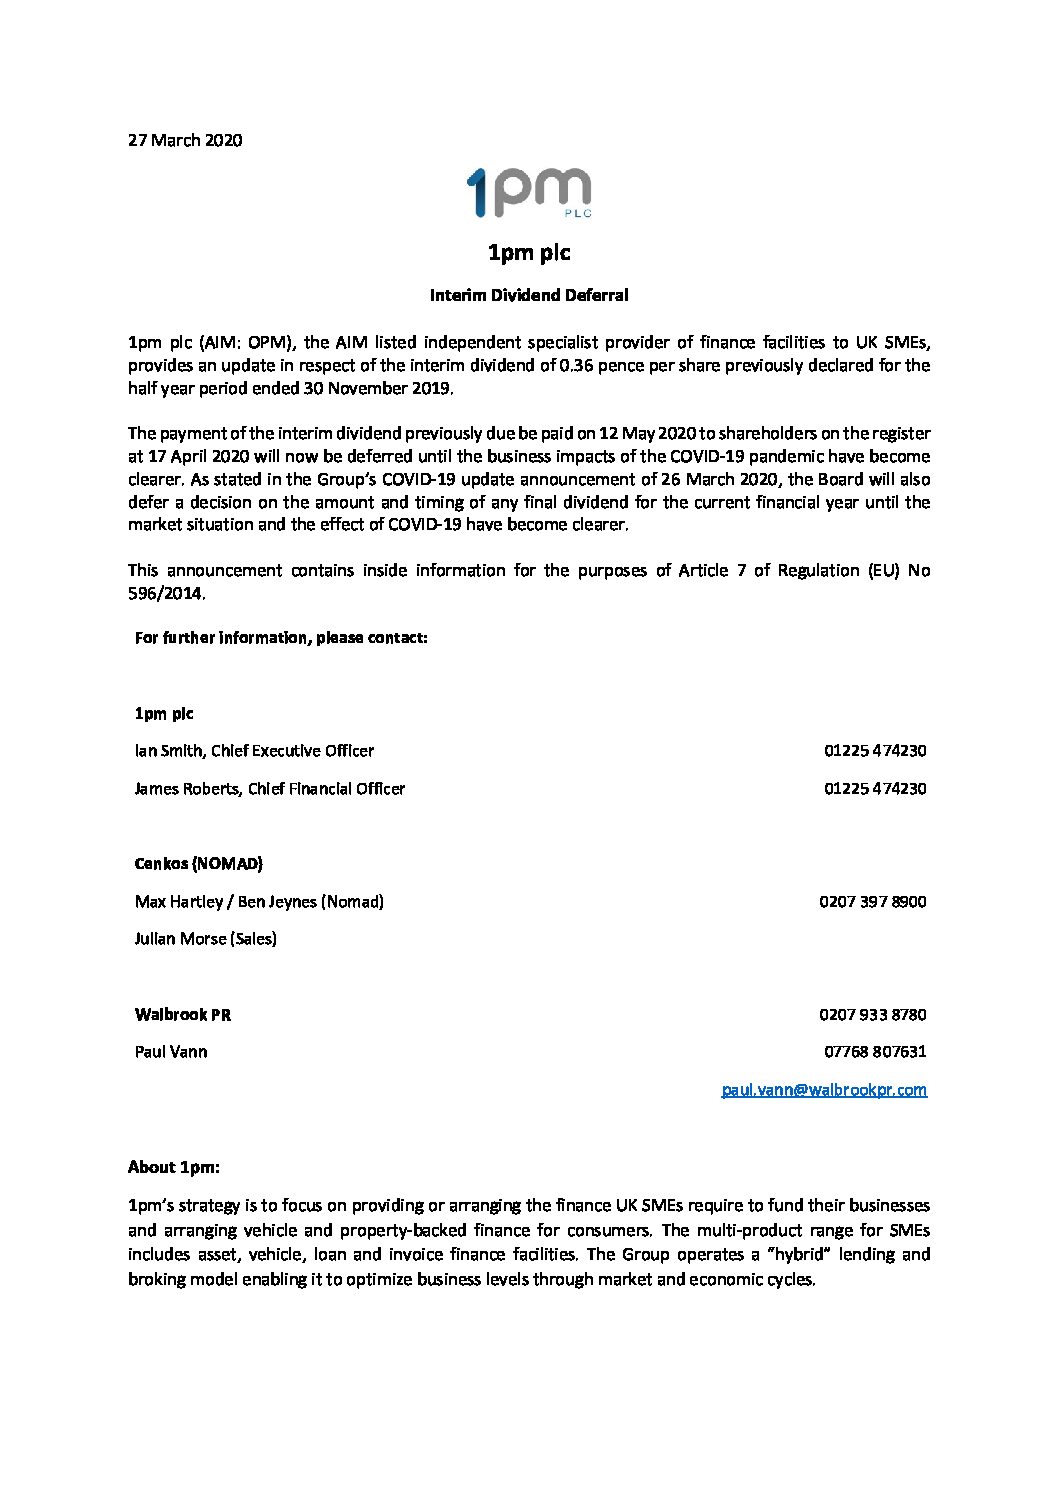 27 March 2020
1pm
PLC
1pm plc
Interim Dividend Deferral
1pm plc (AIM: OPM), the AIM listed independent specialist provider of finance facilities to UK SMEs,
provides an update in respect of the interim dividend of 0.36 pence per share previously declared for the
half year period ended 30 November 2019.
The payment of the interim dividend previously due be paid on 12 May 2020 to shareholders on the register
at 17 April 2020 will now be deferred until the business impacts of the COVID-19 pandemic have become
clearer. As stated in the Group’s COVID-19 update announcement of 26 March 2020, the Board will also
defer a decision on the amount and timing of any final dividend for the current financial year until the
market situation and the effect of COVID-19 have become clearer.
This announcement contains inside information for the purposes of Article 7 of Regulation (EU) No
596/2014.
For further information, please contact:
1pm plc
Ian Smith, Chief Executive Officer 01225 474230
James Roberts, Chief Financial Officer 01225 474230
Cenkos (NOMAD)
Max Hartley / Ben Jeynes (Nomad) 0207 397 8900
Julian Morse (Sales)
Walbrook PR 0207 933 8780
Paul Vann 07768 807631
paul.vann@walbrookpr.com
About 1pm:
1pm’s strategy is to focus on providing or arranging the finance UK SMEs require to fund their businesses
and arranging vehicle and property-backed finance for consumers. The multi-product range for SMEs
includes asset, vehicle, loan and invoice finance facilities. The Group operates a “hybrid” lending and
broking model enabling it to optimize business levels through market and economic cycles.